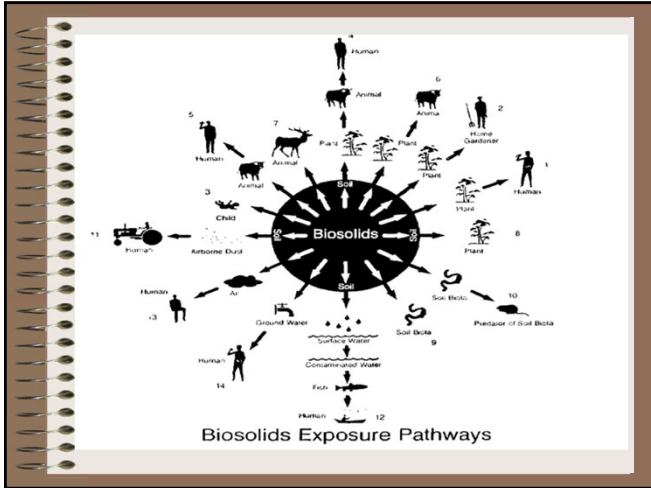 4
Human
Animal
6
Animal
2
Home
Gardener
5
Human
Animal
7
Animal
Plant
Plant
Plant
1
Human
Plant
3
Child
Soil
Soil
Biosolids
Soil
Soil
11
Human
Airborne Dust
8
Plant
Human
13
Air
Ground Water
Human
14
Soil Biota
10
Predator of Soil Biota
Soil Biota
9
Surface Water
Contaminated Water
Fish
Human
12
Biosolids Exposure Pathways